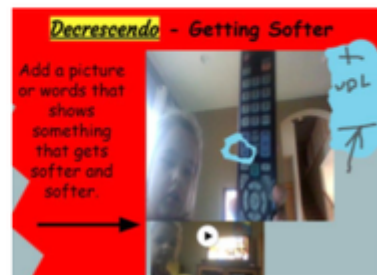 Decrescendo - Getting Softer
Add a picture
or words that
shows
something
that gets
softer and
softer.
+
vol